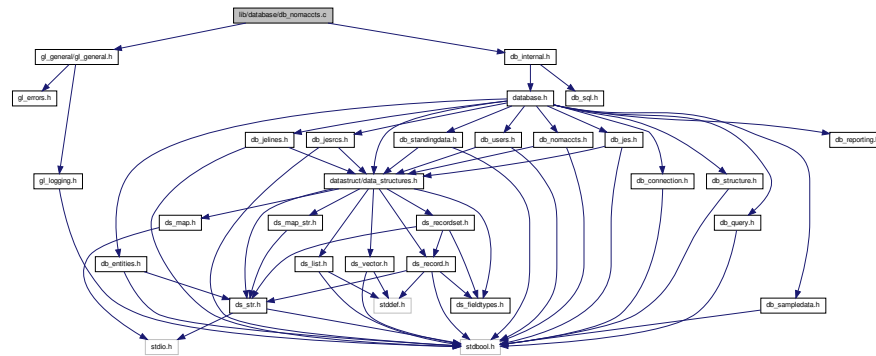 lib/database/db_nomaccts.c
gl_general/gl_general.h
db_internal.h
gl_errors.h
database.h
db_sql.h
db_jelines.h
db_jesrcs.h
db_standingdata.h
db_users.h
db_nomaccts.h
db_jes.h
db_reporting.h
gl_logging.h
datastruct/data_structures.h
db_connection.h
db_structure.h
ds_map.h
ds_map_str.h
ds_recordset.h
db_query.h
db_entities.h
ds_list.h
ds_vector.h
ds_record.h
ds_str.h
stddef.h
ds_fieldtypes.h
db_sampledata.h
stdio.h
stdbool.h